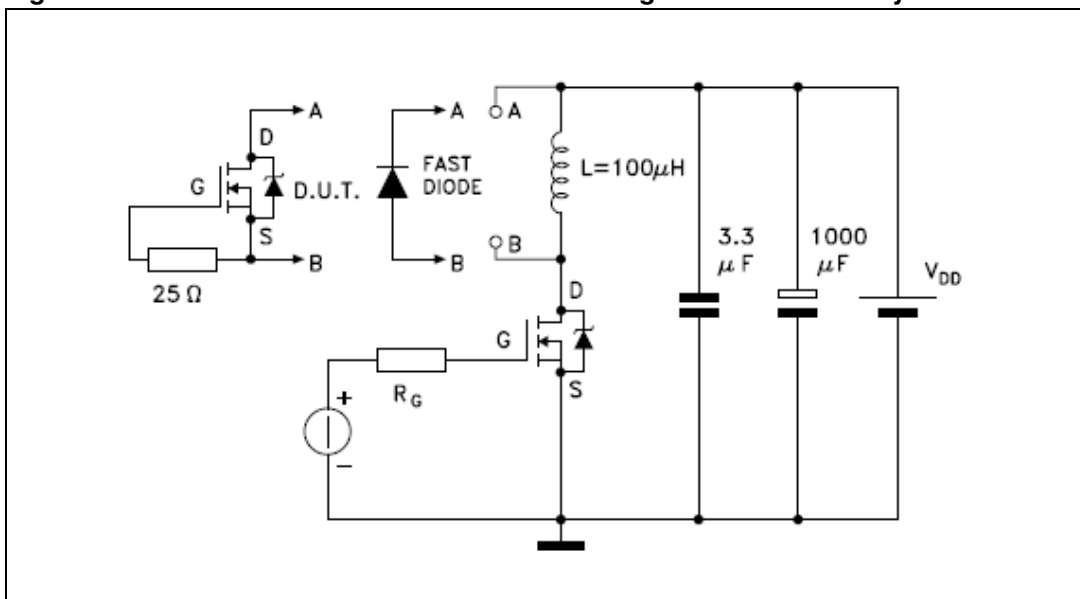 A
A
A
D
G
D.U.T.
FAST
DIODE
L=100μH
S
B
B
B
25 Ω
D
G
S
R_G
+
−
3.3
μF
1000
μF
V_DD